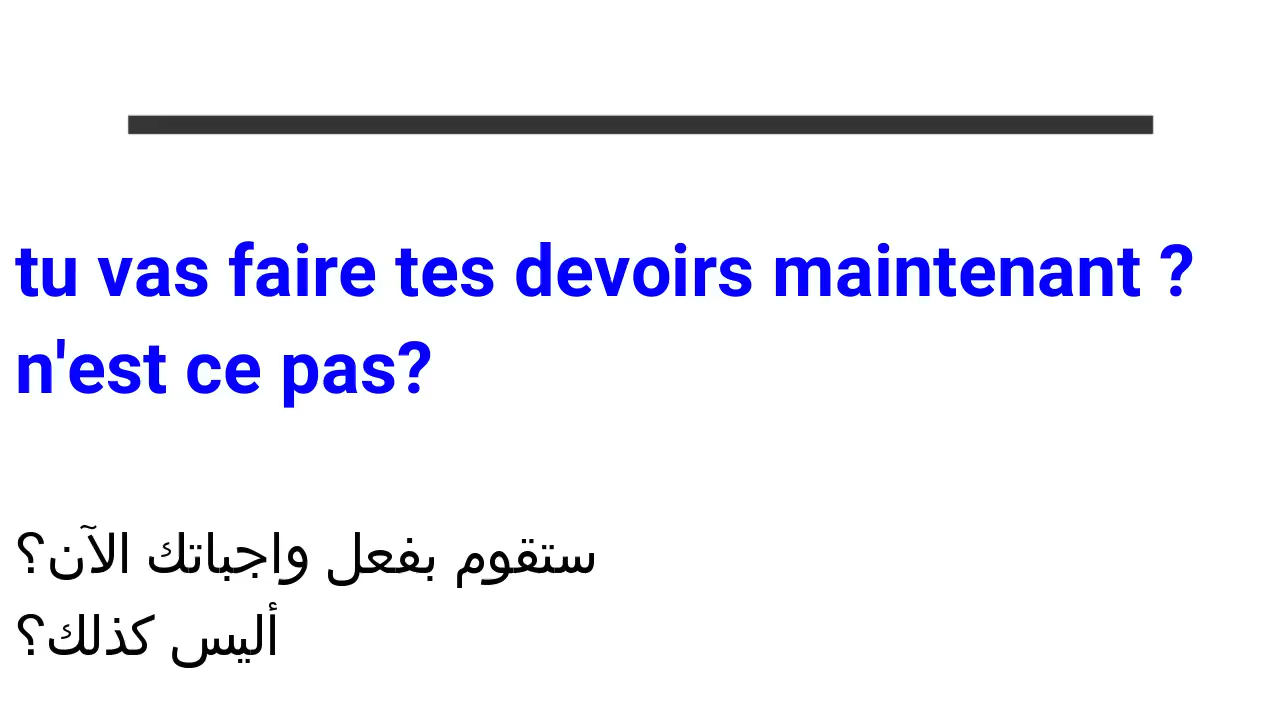 tu vas faire tes devoirs maintenant ?
n'est ce pas?
ستقوم بفعل واجباتك الآن؟
أليس كذلك؟